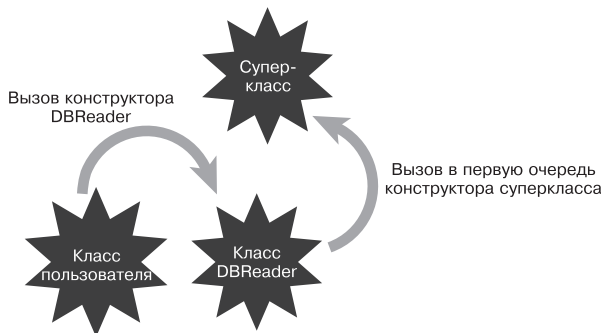 Супер-
класс
Вызов конструктора
DBReader
Вызов в первую очередь
конструктора суперкласса
Класс
пользователя
Класс
DBReader